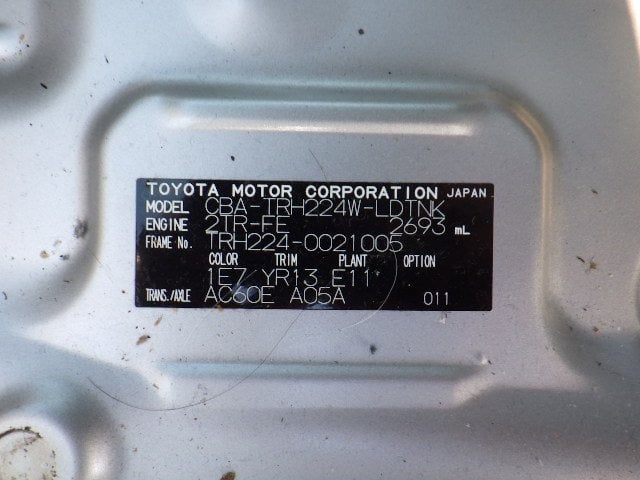 TOYOTA MOTOR CORPORATION JAPAN
MODEL CBA-TRH224W-LDTNK
ENGINE 2TR-FE 2693 mL
FRAME No. TRH224-0021005
COLOR TRIM PLANT OPTION
1E7 YR13 E11
TRANS./AXLE AC60E A05A 011